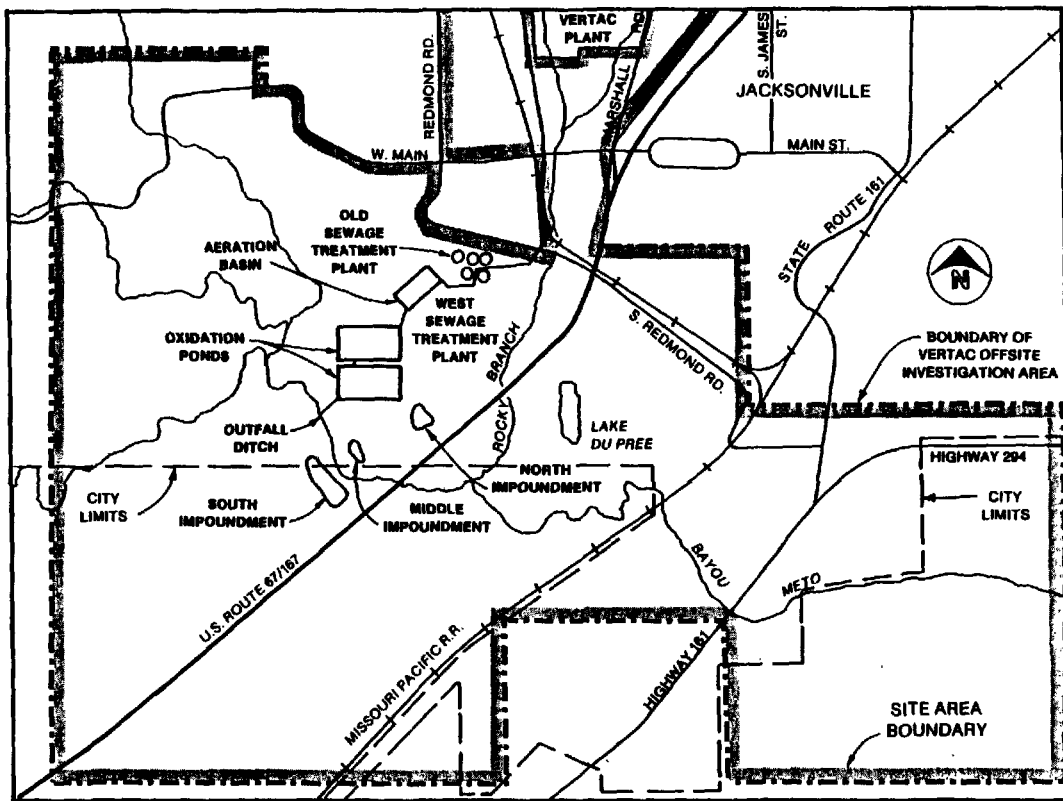 VERTAC
PLANT
REDMOND RD.
MARSHALL RD.
S. JAMES
ST.
JACKSONVILLE
W. MAIN
MAIN ST.
STATE ROUTE 161
OLD
SEWAGE
TREATMENT
PLANT
AERATION
BASIN
WEST
SEWAGE
TREATMENT
PLANT
OXIDATION
PONDS
ROCKY BRANCH
S. REDMOND RD.
N
BOUNDARY OF
VERTAC OFFSITE
INVESTIGATION AREA
OUTFALL
DITCH
LAKE
DU PREE
HIGHWAY 294
CITY
LIMITS
SOUTH
IMPOUNDMENT
MIDDLE
IMPOUNDMENT
NORTH
IMPOUNDMENT
CITY
LIMITS
BAYOU
METO
U.S. ROUTE 67/167
MISSOURI PACIFIC R.R.
HIGHWAY 161
SITE AREA
BOUNDARY